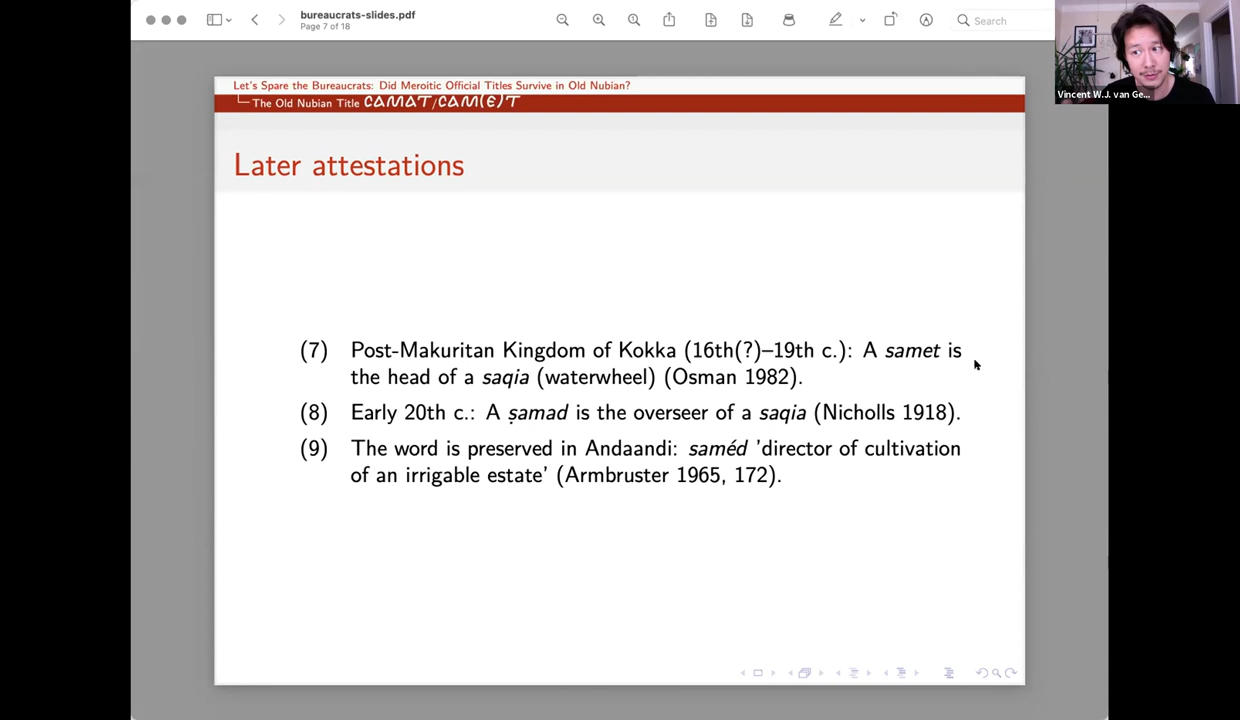 bureaucrats-slides.pdf
Page 7 of 18
Search
Vincent W.J. van Ge...
Let's Spare the Bureaucrats: Did Meroitic Official Titles Survive in Old Nubian?
The Old Nubian Title ⲥⲁⲙⲁⲧ/ⲥⲁⲙ(ⲉ)ⲧ
Later attestations
(7) Post-Makuritan Kingdom of Kokka (16th(?)–19th c.): A samet is
the head of a saqia (waterwheel) (Osman 1982).
(8) Early 20th c.: A ṣamad is the overseer of a saqia (Nicholls 1918).
(9) The word is preserved in Andaandi: saméd 'director of cultivation
of an irrigable estate' (Armbruster 1965, 172).